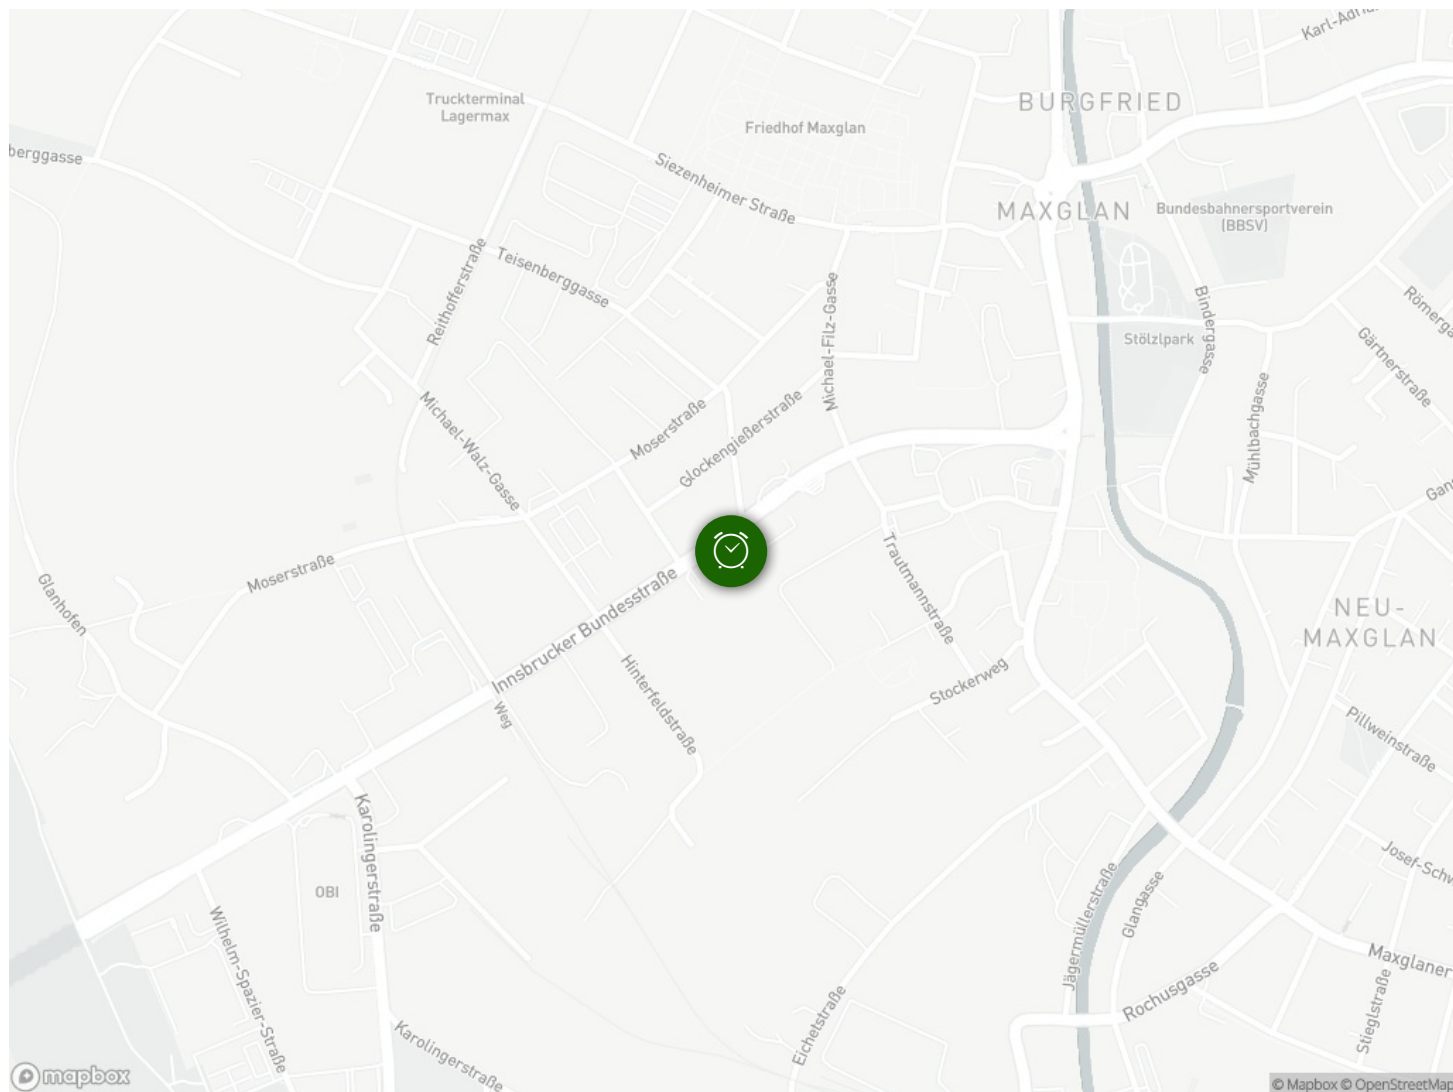 Karl-Adri
BURGFRIED
Truckterminal
Lagermax
Friedhof Maxglan
berggasse
Siezenheimer Straße
MAXGLAN
Bundesbahnersportverein
(BBSV)
Reithofferstraße
Teisenberggasse
Michael-Filz-Gasse
Bindergasse
Römerga
Stölzlpark
Gärtnerstraße
Michael-Walz-Gasse
Moserstraße
Glockengießerstraße
Mühlbachgasse
Gan
Moserstraße
Glanhofen
Innsbrucker Bundesstraße
Trautmannstraße
NEU-
MAXGLAN
Hinterfeldstraße
Weg
Stockerweg
Pillweinstraße
Karolingerstraße
OBI
Josef-Schw
Jägermüllerstraße
Glangasse
Wilhelm-Spazier-Straße
Maxglaner
Rochusgasse
Stieglstraße
Eichetstraße
Karolingerstraße
mapbox
© Mapbox © OpenStreetMap